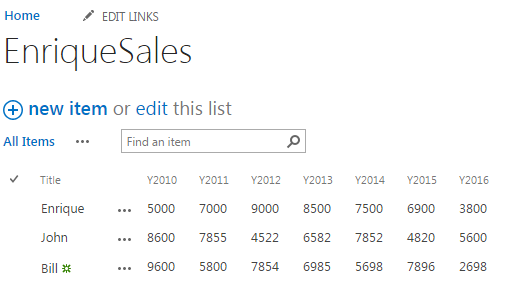 Home EDIT LINKS
EnriqueSales
new item or edit this list
All Items ... Find an item
Title Y2010 Y2011 Y2012 Y2013 Y2014 Y2015 Y2016
Enrique ... 5000 7000 9000 8500 7500 6900 3800
John ... 8600 7855 4522 6582 7852 4820 5600
Bill ... 9600 5800 7854 6985 5698 7896 2698